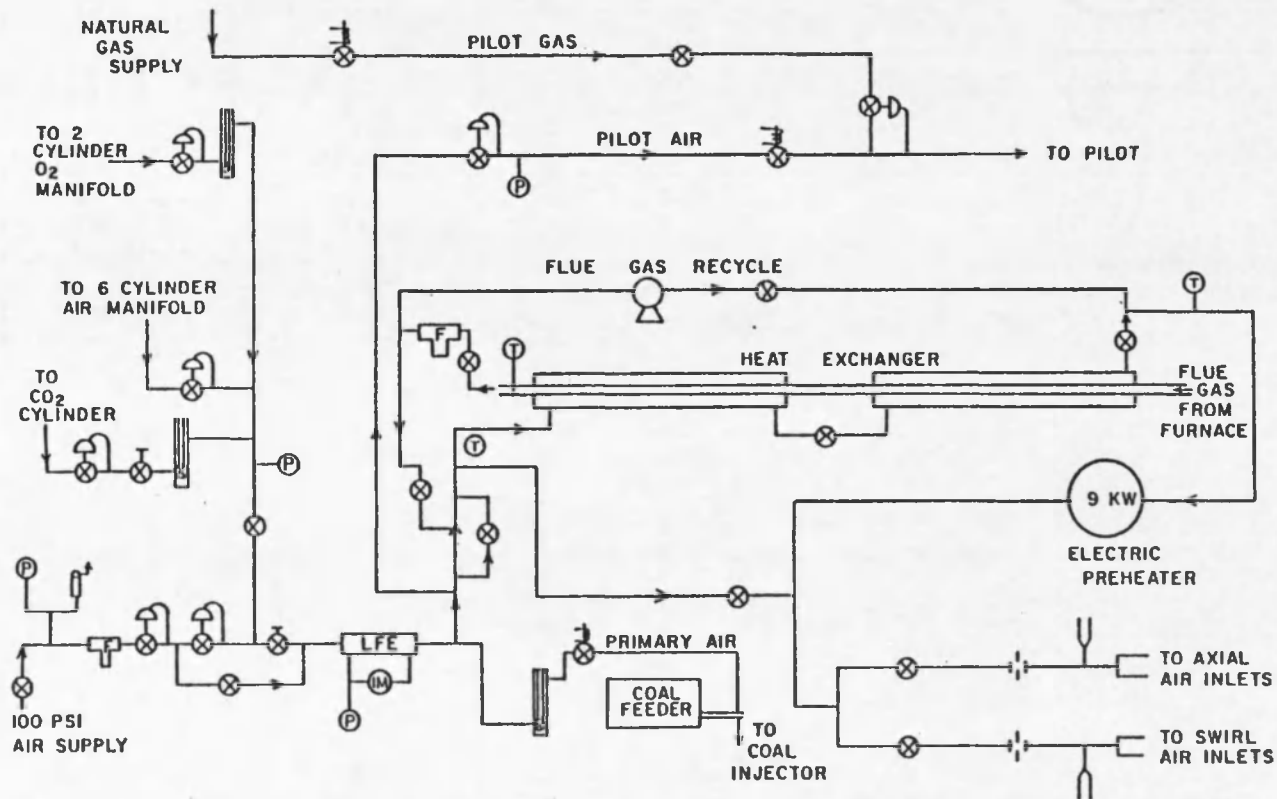 NATURAL
GAS
SUPPLY
PILOT GAS
TO 2
CYLINDER
O2
MANIFOLD
PILOT AIR
TO PILOT
P
FLUE GAS RECYCLE
T
TO 6 CYLINDER
AIR MANIFOLD
F
T
HEAT EXCHANGER
FLUE
GAS
FROM
FURNACE
TO
CO2
CYLINDER
T
P
9 KW
ELECTRIC
PREHEATER
P
F
LFE
IM
P
PRIMARY AIR
COAL
FEEDER
TO
COAL
INJECTOR
100 PSI
AIR SUPPLY
TO AXIAL
AIR INLETS
TO SWIRL
AIR INLETS